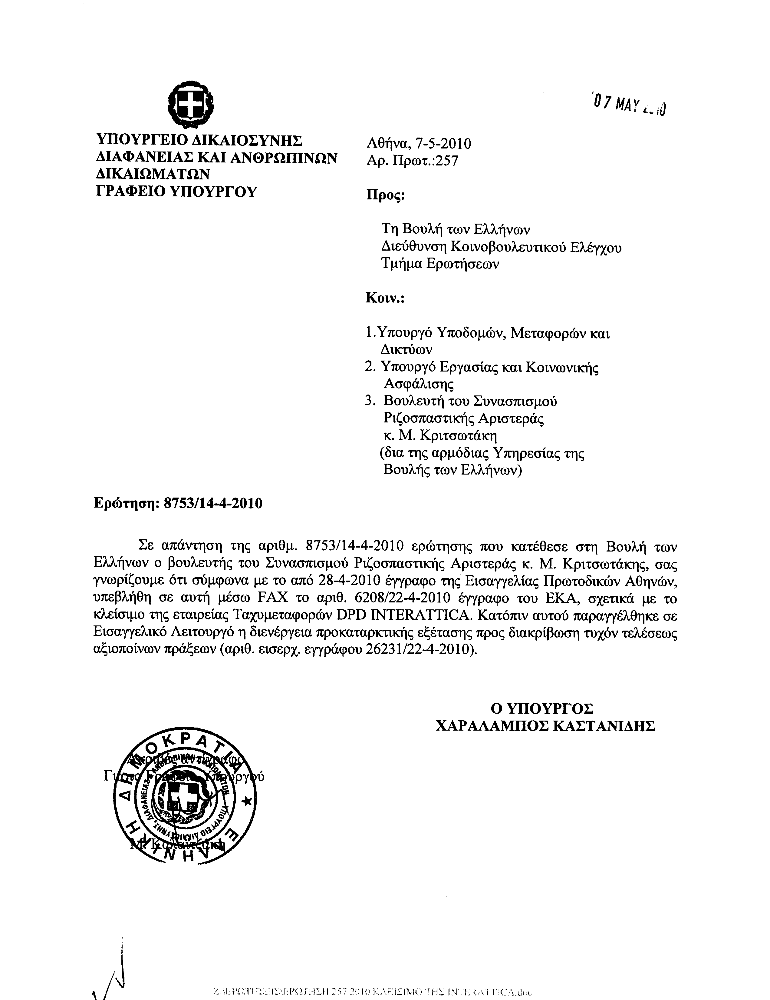 07 MAY
ΥΠΟΥΡΓΕΙΟ ΔΙΚΑΙΟΣΥΝΗΣ
ΔΙΑΦΑΝΕΙΑΣ ΚΑΙ ΑΝΘΡΩΠΙΝΩΝ
ΔΙΚΑΙΩΜΑΤΩΝ
ΓΡΑΦΕΙΟ ΥΠΟΥΡΓΟΥ
Αθήνα, 7-5-2010
Αρ. Πρωτ.:257
Προς:
Τη Βουλή των Ελλήνων
Διεύθυνση Κοινοβουλευτικού Ελέγχου
Τμήμα Ερωτήσεων
Κοιν.:
1.Υπουργό Υποδομών, Μεταφορών και
Δικτύων
2. Υπουργό Εργασίας και Κοινωνικής
Ασφάλισης
3. Βουλευτή του Συνασπισμού
Ριζοσπαστικής Αριστεράς
κ. Μ. Κριτσωτάκη
(δια της αρμόδιας Υπηρεσίας της
Βουλής των Ελλήνων)
Ερώτηση: 8753/14-4-2010
Σε απάντηση της αριθμ. 8753/14-4-2010 ερώτησης που κατέθεσε στη Βουλή των
Ελλήνων ο βουλευτής του Συνασπισμού Ριζοσπαστικής Αριστεράς κ. Μ. Κριτσωτάκης, σας
γνωρίζουμε ότι σύμφωνα με το από 28-4-2010 έγγραφο της Εισαγγελίας Πρωτοδικών Αθηνών,
υπεβλήθη σε αυτή μέσω FAX το αριθ. 6208/22-4-2010 έγγραφο του ΕΚΑ, σχετικά με το
κλείσιμο της εταιρείας Ταχυμεταφορών DPD INTERATTICA. Κατόπιν αυτού παραγγέλθηκε σε
Εισαγγελικό Λειτουργό η διενέργεια προκαταρκτικής εξέτασης προς διακρίβωση τυχόν τελέσεως
αξιοποίνων πράξεων (αριθ. εισερχ. εγγράφου 26231/22-4-2010).
Ο ΥΠΟΥΡΓΟΣ
ΧΑΡΑΛΑΜΠΟΣ ΚΑΣΤΑΝΙΔΗΣ
Ακριβές αντίγραφο
Για το Γραφείο Υπουργού
ΕΛΛΗΝΙΚΗ ΔΗΜΟΚΡΑΤΙΑ
ΥΠΟΥΡΓΕΙΟ ΔΙΚΑΙΟΣΥΝΗΣ, ΔΙΑΦΑΝΕΙΑΣ & ΑΝΘΡΩΠΙΝΩΝ ΔΙΚΑΙΩΜΑΤΩΝ
Μ. Καλαϊτζάκη
Z:\ΕΡΩΤΗΣΕΙΣ\ΕΡΩΤΗΣΗ 257 2010 ΚΛΕΙΣΙΜΟ ΤΗΣ INTERATTICA.doc